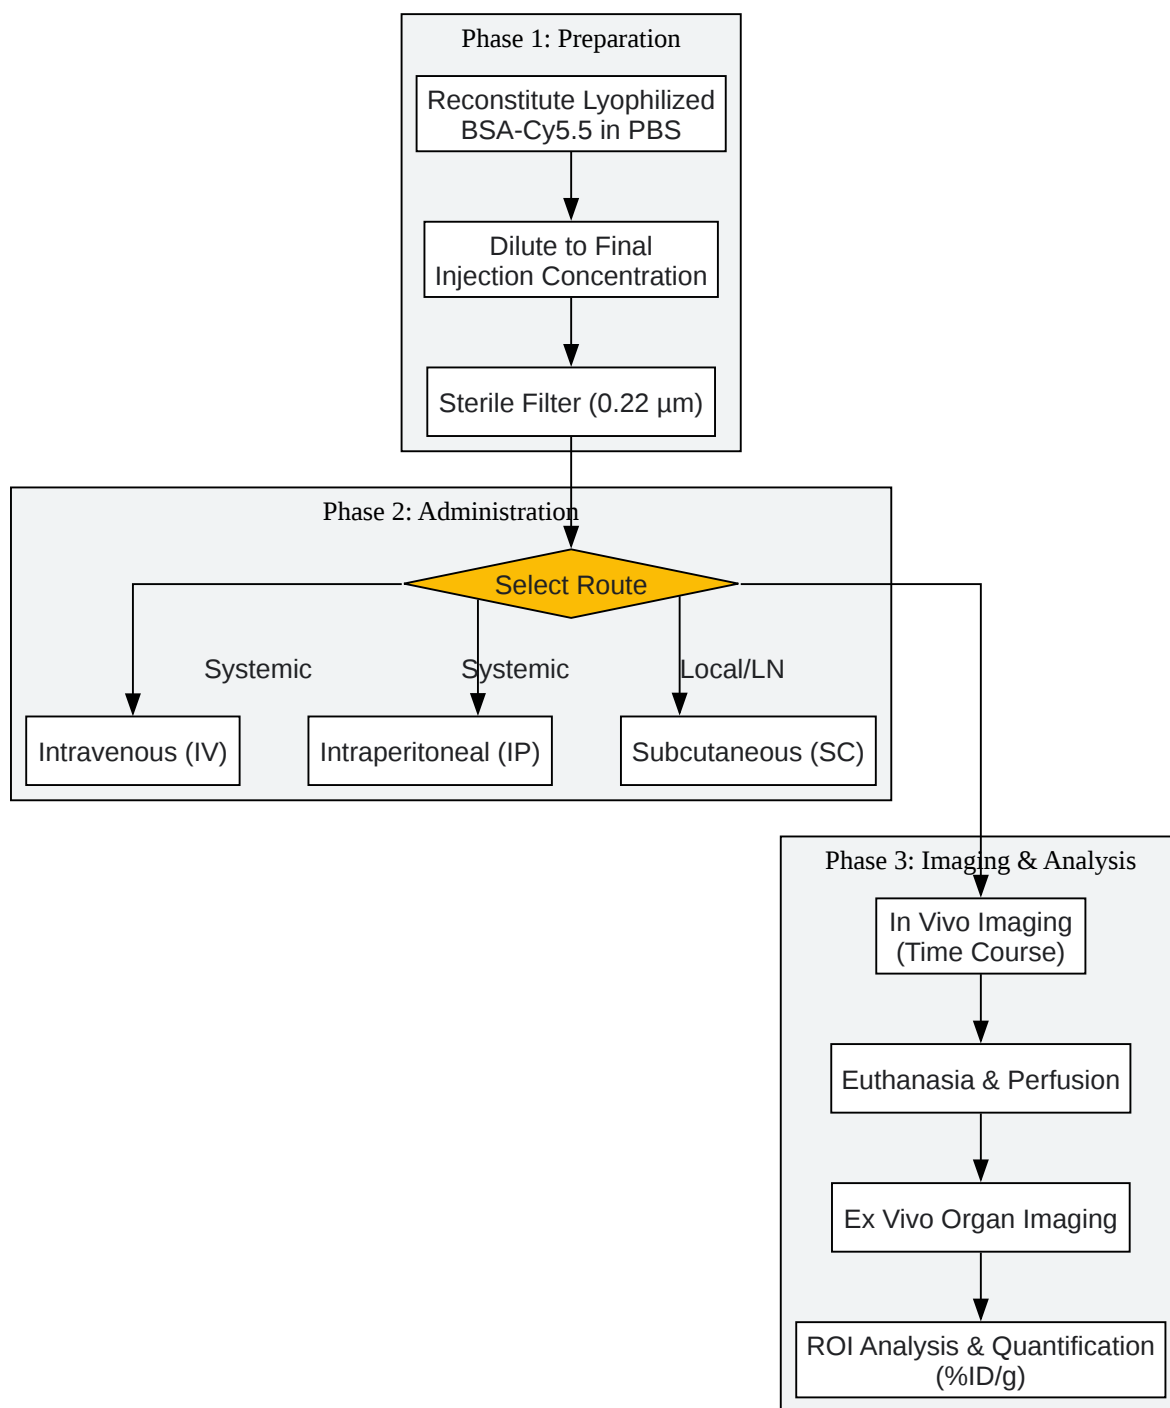 Phase 1: Preparation
Reconstitute Lyophilized
BSA-Cy5.5 in PBS
Dilute to Final
Injection Concentration
Sterile Filter (0.22 µm)
Phase 2: Administration
Select Route
Systemic
Systemic
Local/LN
Intravenous (IV)
Intraperitoneal (IP)
Subcutaneous (SC)
Phase 3: Imaging & Analysis
In Vivo Imaging
(Time Course)
Euthanasia & Perfusion
Ex Vivo Organ Imaging
ROI Analysis & Quantification
(%ID/g)